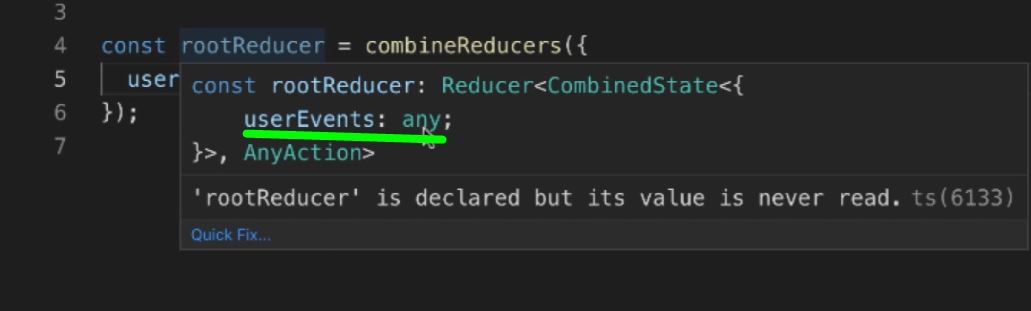 3
4 const rootReducer = combineReducers({
5 user
6 });
7
const rootReducer: Reducer<CombinedState<{
userEvents: any;
}>, AnyAction>
'rootReducer' is declared but its value is never read. ts(6133)
Quick Fix...